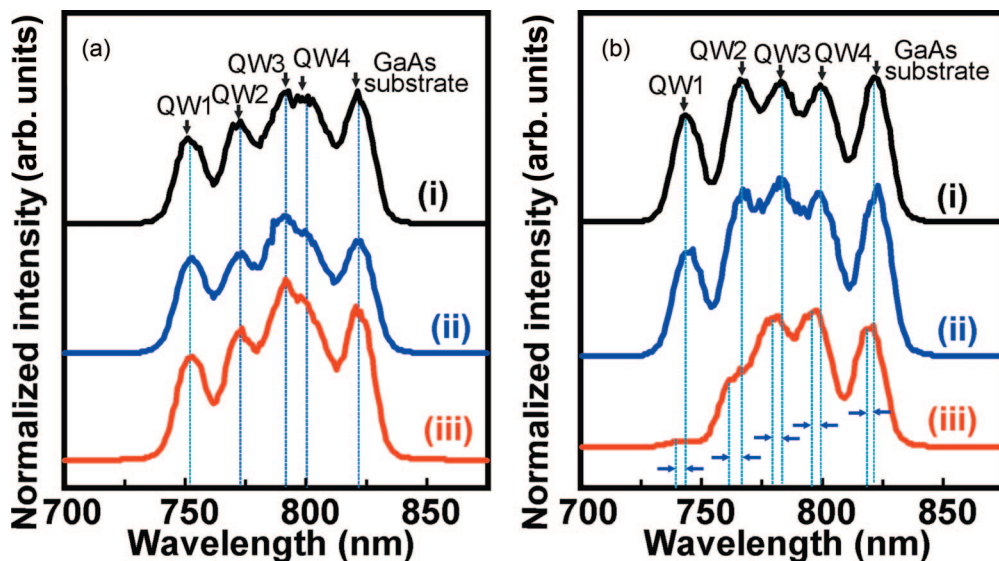 Normalized intensity (arb. units)
(a)
QW1
QW2
QW3
QW4
GaAs
substrate
(i)
(ii)
(iii)
700
750
800
850
Wavelength (nm)
Normalized intensity (arb. units)
(b)
QW1
QW2
QW3
QW4
GaAs
substrate
(i)
(ii)
(iii)
700
750
800
850
Wavelength (nm)